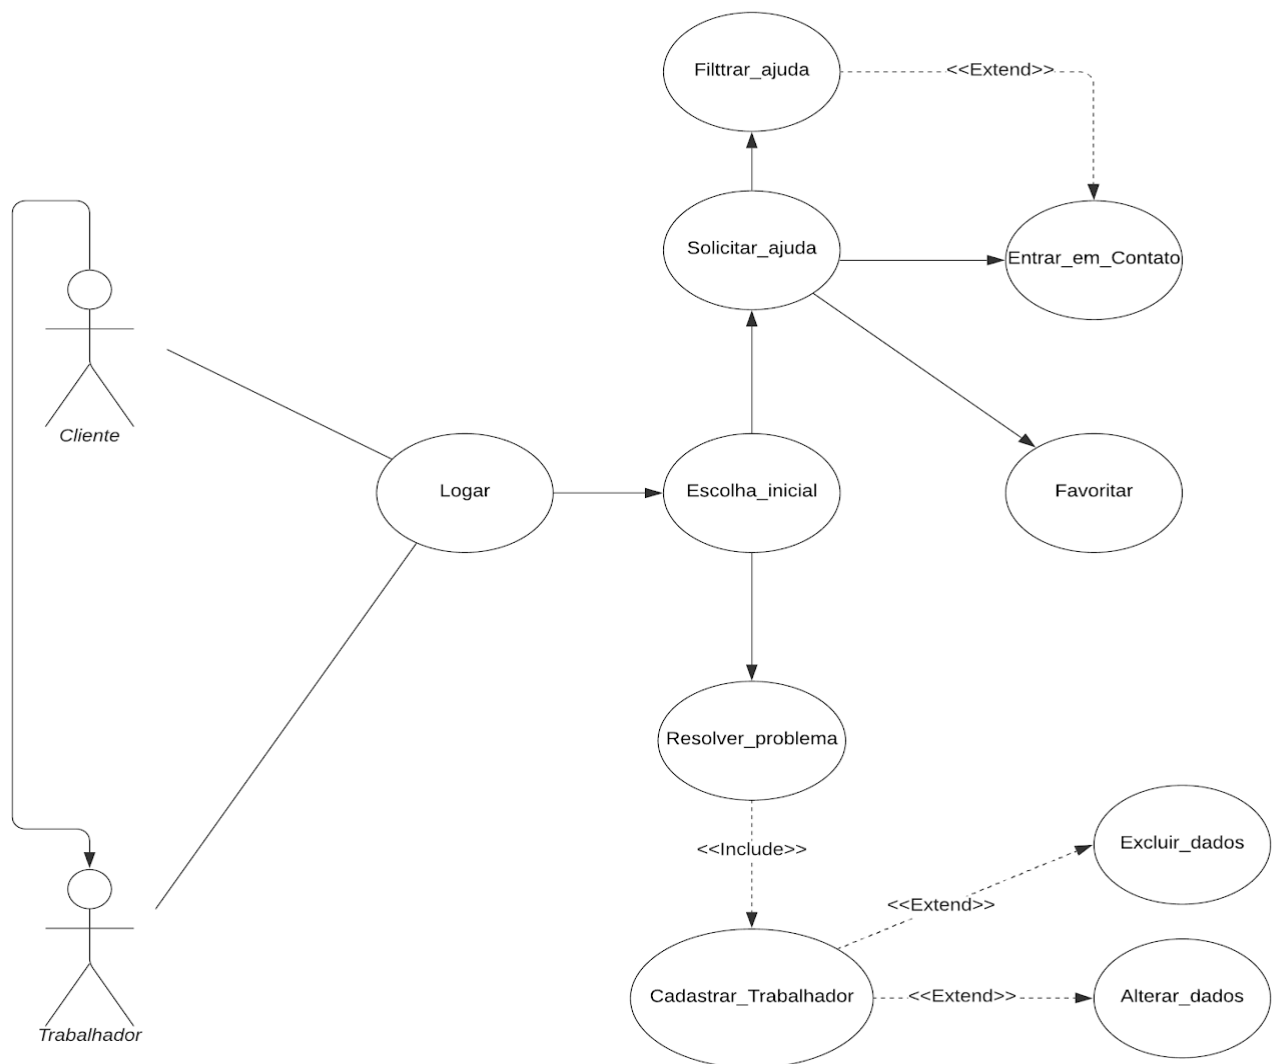 Filttrar_ajuda
<<Extend>>
Solicitar_ajuda
Entrar_em_Contato
Cliente
Logar
Escolha_inicial
Favoritar
Resolver_problema
<<Include>>
Excluir_dados
<<Extend>>
Cadastrar_Trabalhador
<<Extend>>
Alterar_dados
Trabalhador